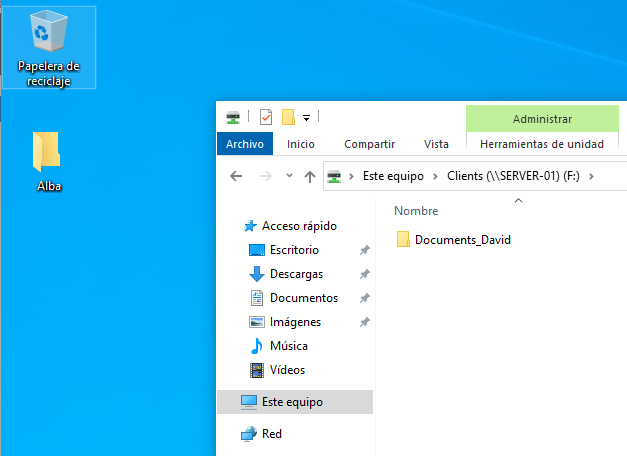 Papelera de
reciclaje
Alba
Administrar
Archivo Inicio Compartir Vista Herramientas de unidad
Este equipo Clients (\\SERVER-01) (F:)
Acceso rápido
Escritorio
Descargas
Documentos
Imágenes
Música
Vídeos
Este equipo
Red
Nombre
Documents_David